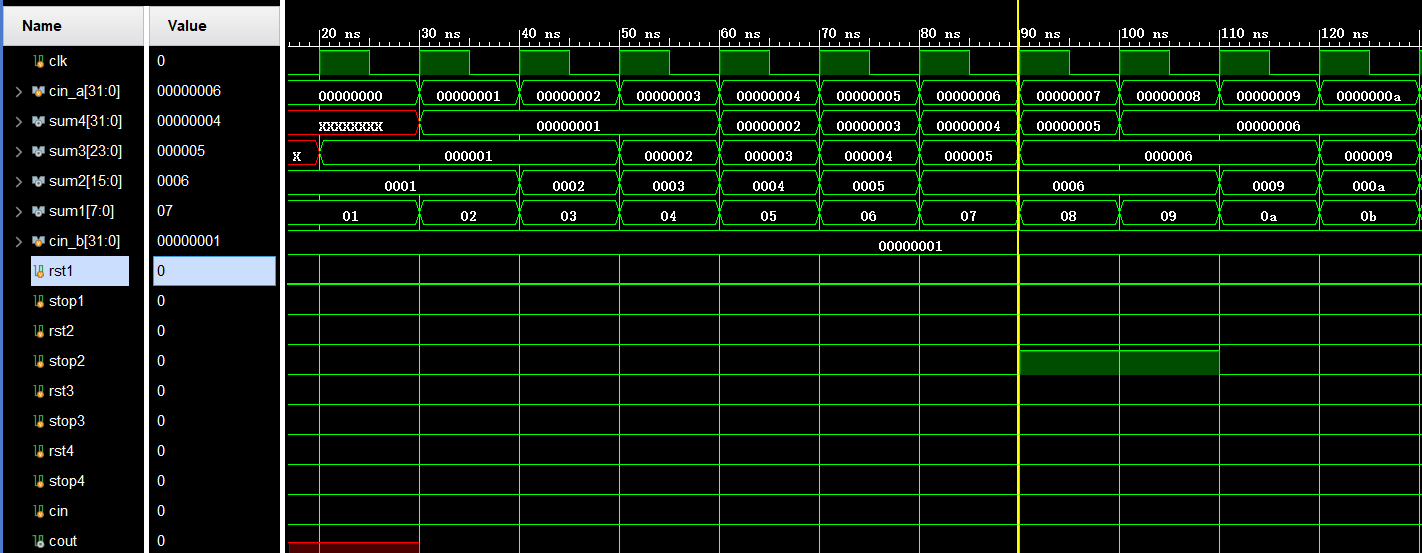 Name Value 20 ns 30 ns 40 ns 50 ns 60 ns 70 ns 80 ns 90 ns 100 ns 110 ns 120 ns
clk 0
cin_a[31:0] 00000006 00000000 00000001 00000002 00000003 00000004 00000005 00000006 00000007 00000008 00000009 0000000a
sum4[31:0] 00000004 XXXXXXXX 00000001 00000002 00000003 00000004 00000005 00000006
sum3[23:0] 000005 X 000001 000002 000003 000004 000005 000006 000009
sum2[15:0] 0006 0001 0002 0003 0004 0005 0006 0009 000a
sum1[7:0] 07 01 02 03 04 05 06 07 08 09 0a 0b
cin_b[31:0] 00000001 00000001
rst1 0
stop1 0
rst2 0
stop2 0
rst3 0
stop3 0
rst4 0
stop4 0
cin 0
cout 0